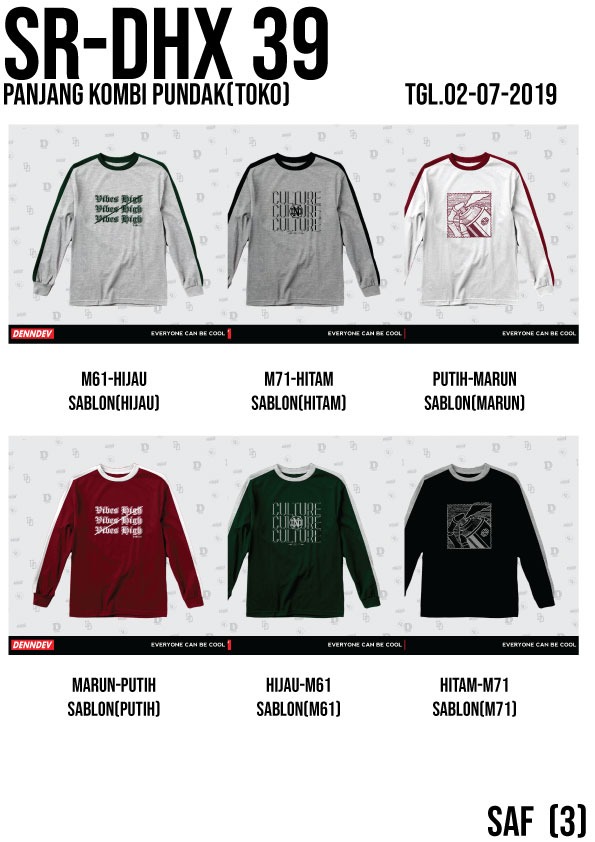 SR-DHX 39
PANJANG KOMBI PUNDAK(TOKO)
TGL.02-07-2019
Vibes High
Vibes High
Vibes High
CULTURE
CULTURE
CULTURE
DENNDEV
EVERYONE CAN BE COOL
EVERYONE CAN BE COOL
EVERYONE CAN BE COOL
M61-HIJAU
SABLON(HIJAU)
M71-HITAM
SABLON(HITAM)
PUTIH-MARUN
SABLON(MARUN)
Vibes High
Vibes High
Vibes High
CULTURE
CULTURE
CULTURE
DENNDEV
EVERYONE CAN BE COOL
EVERYONE CAN BE COOL
EVERYONE CAN BE COOL
MARUN-PUTIH
SABLON(PUTIH)
HIJAU-M61
SABLON(M61)
HITAM-M71
SABLON(M71)
SAF (3)